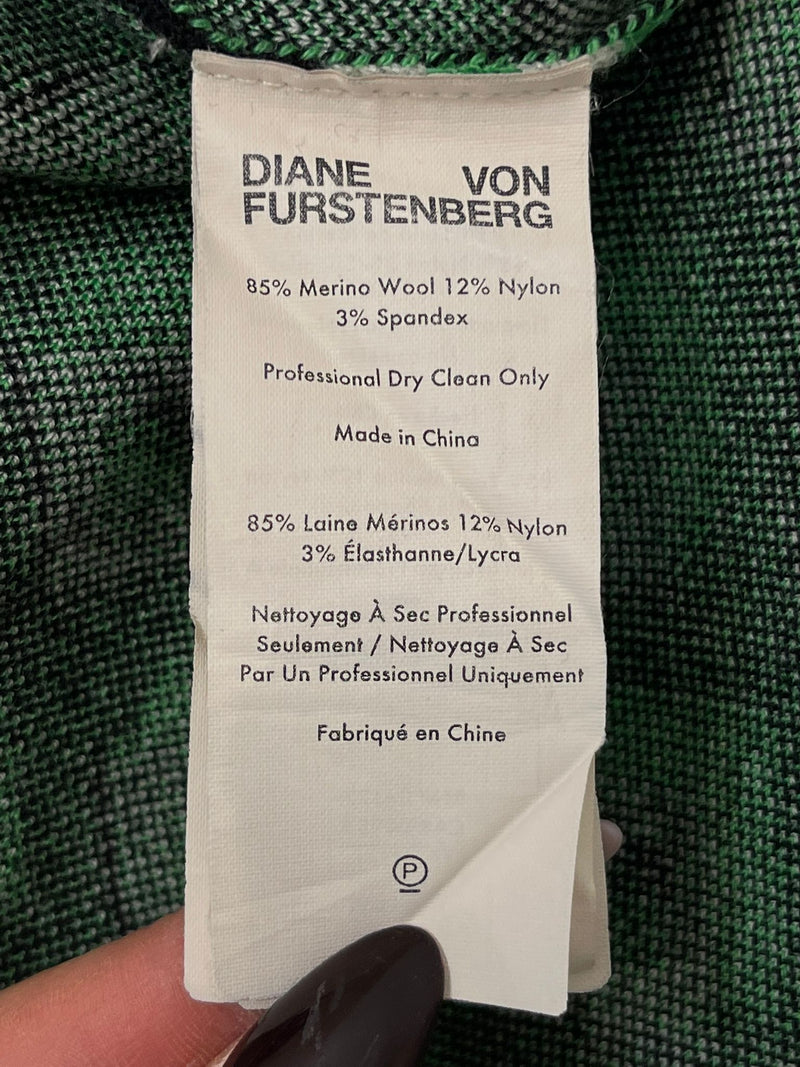 DIANE VON
FURSTENBERG
85% Merino Wool 12% Nylon
3% Spandex
Professional Dry Clean Only
Made in China
85% Laine Mérinos 12% Nylon
3% Élasthanne/Lycra
Nettoyage À Sec Professionnel
Seulement / Nettoyage À Sec
Par Un Professionnel Uniquement
Fabriqué en Chine
P